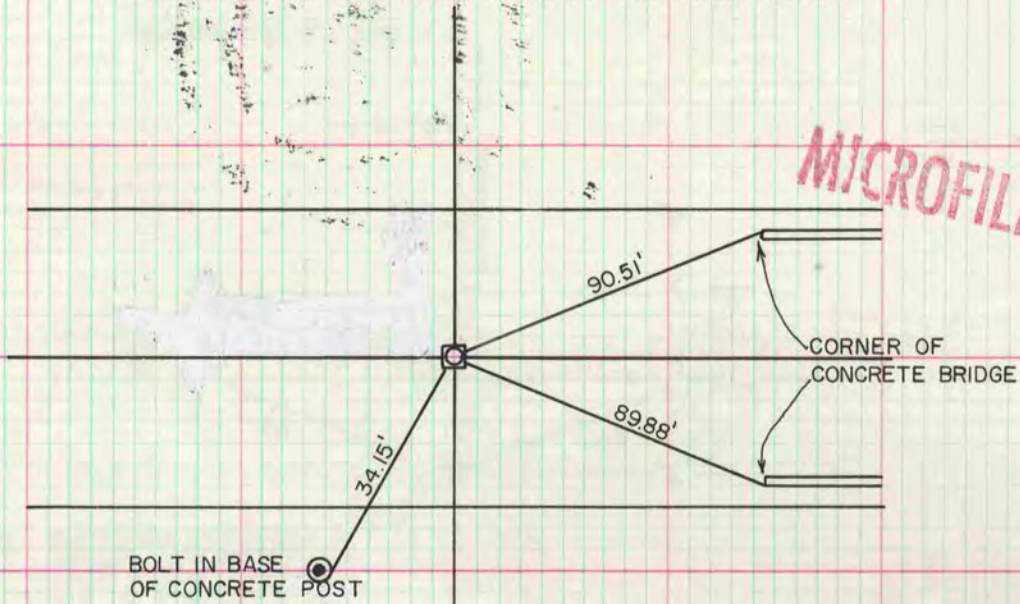 MICROFIL
90.51'
CORNER OF
CONCRETE BRIDGE
89.88'
34.15'
BOLT IN BASE
OF CONCRETE POST